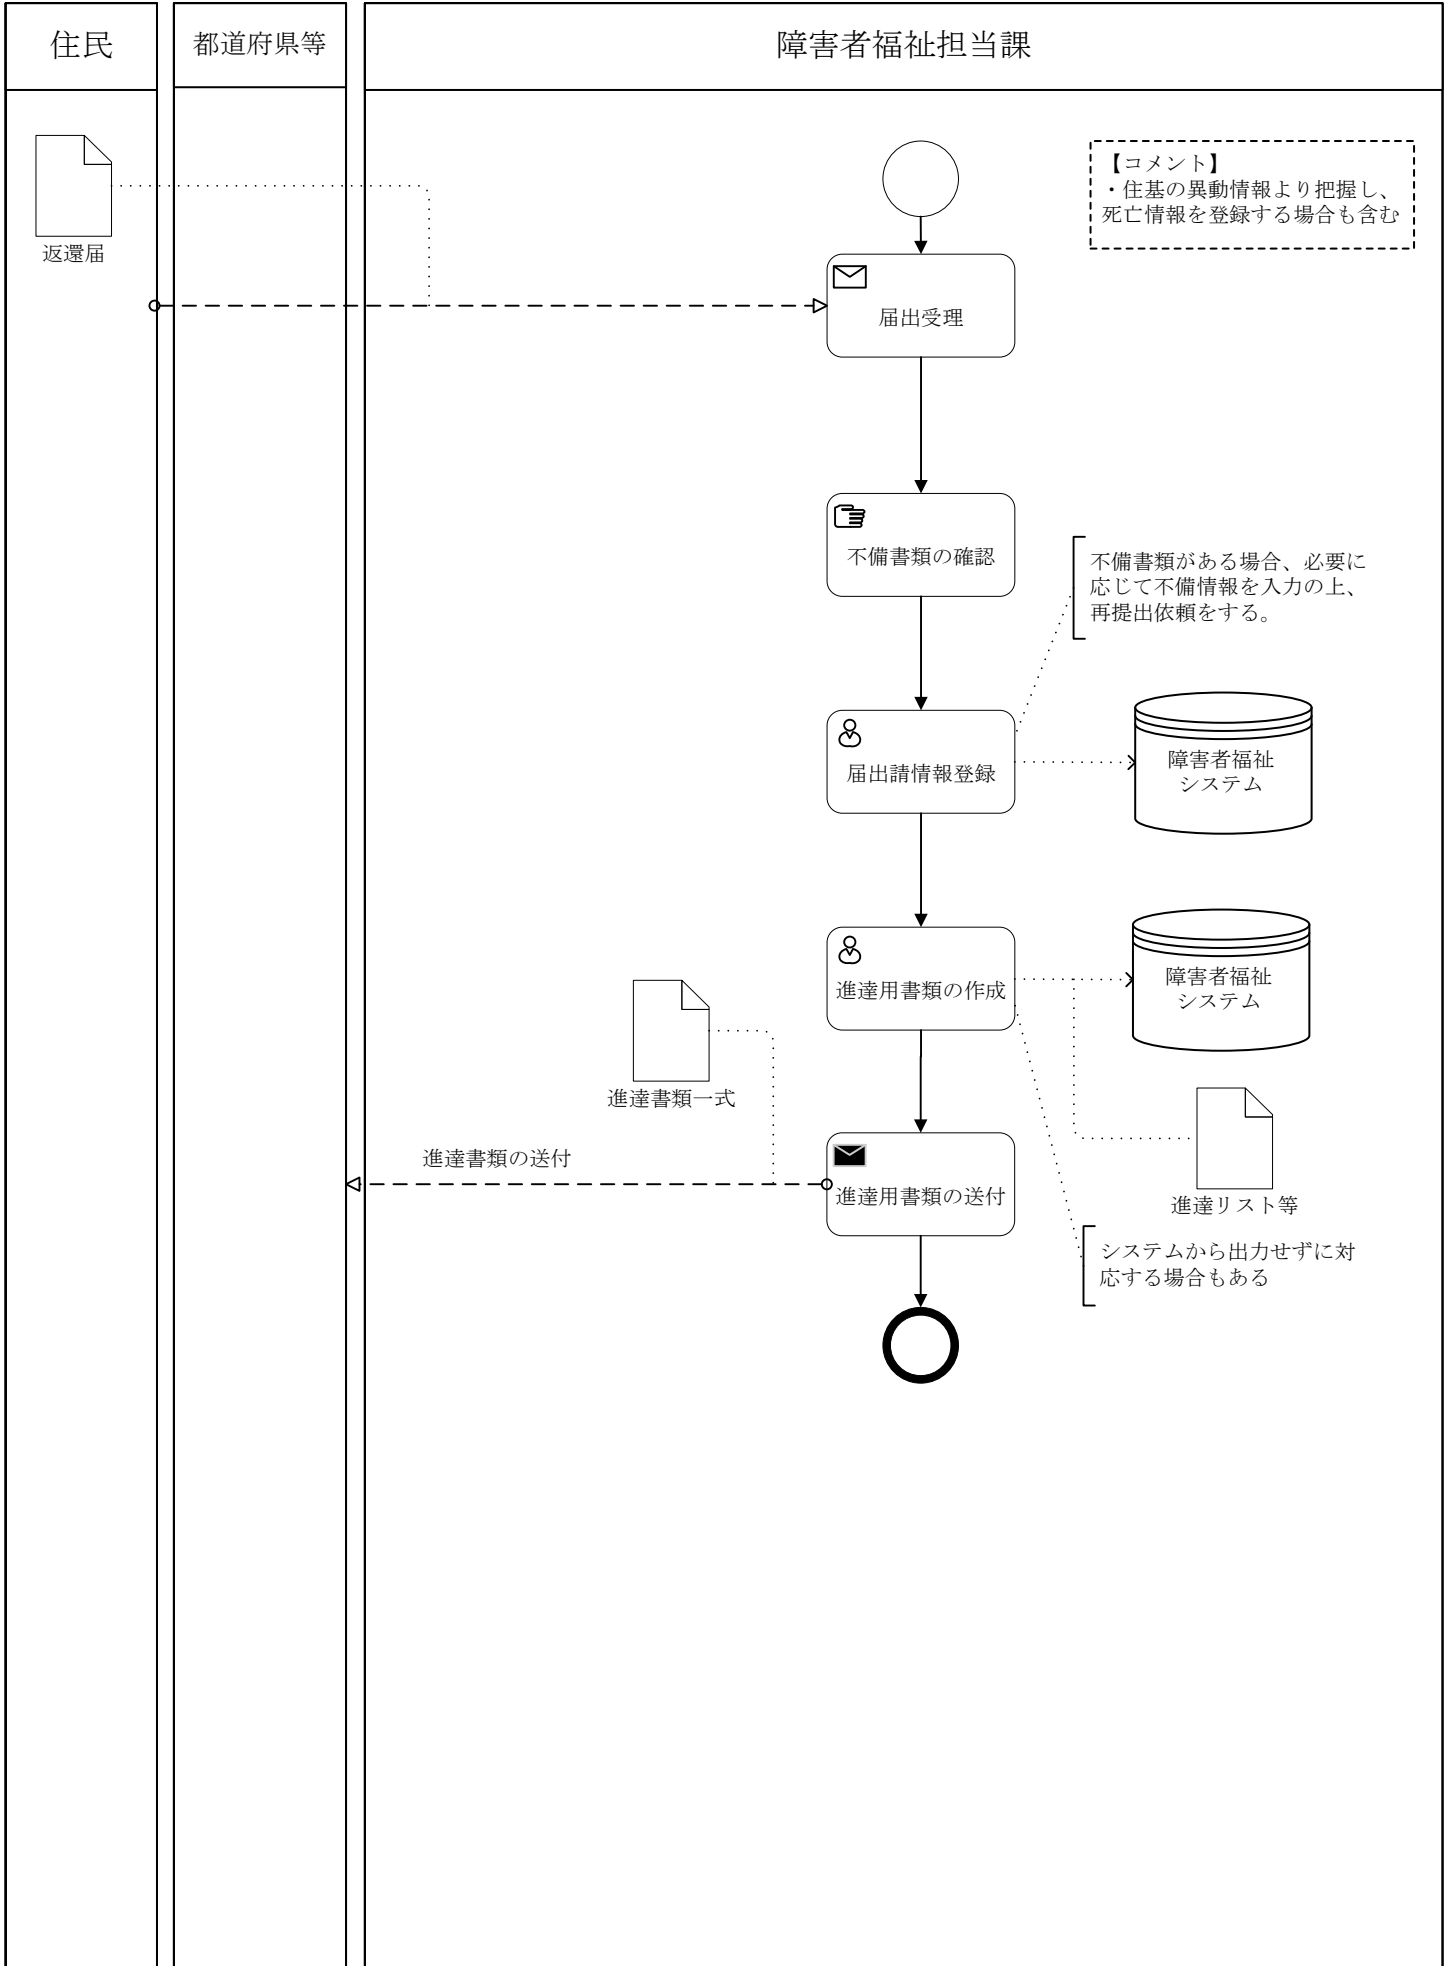 住民
都道府県等
障害者福祉担当課
返還届
【コメント】
・住基の異動情報より把握し、
死亡情報を登録する場合も含む
届出受理
不備書類の確認
不備書類がある場合、必要に
応じて不備情報を入力の上、
再提出依頼をする。
届出請情報登録
障害者福祉
システム
進達用書類の作成
障害者福祉
システム
進達書類一式
進達書類の送付
進達用書類の送付
進達リスト等
システムから出力せずに対
応する場合もある